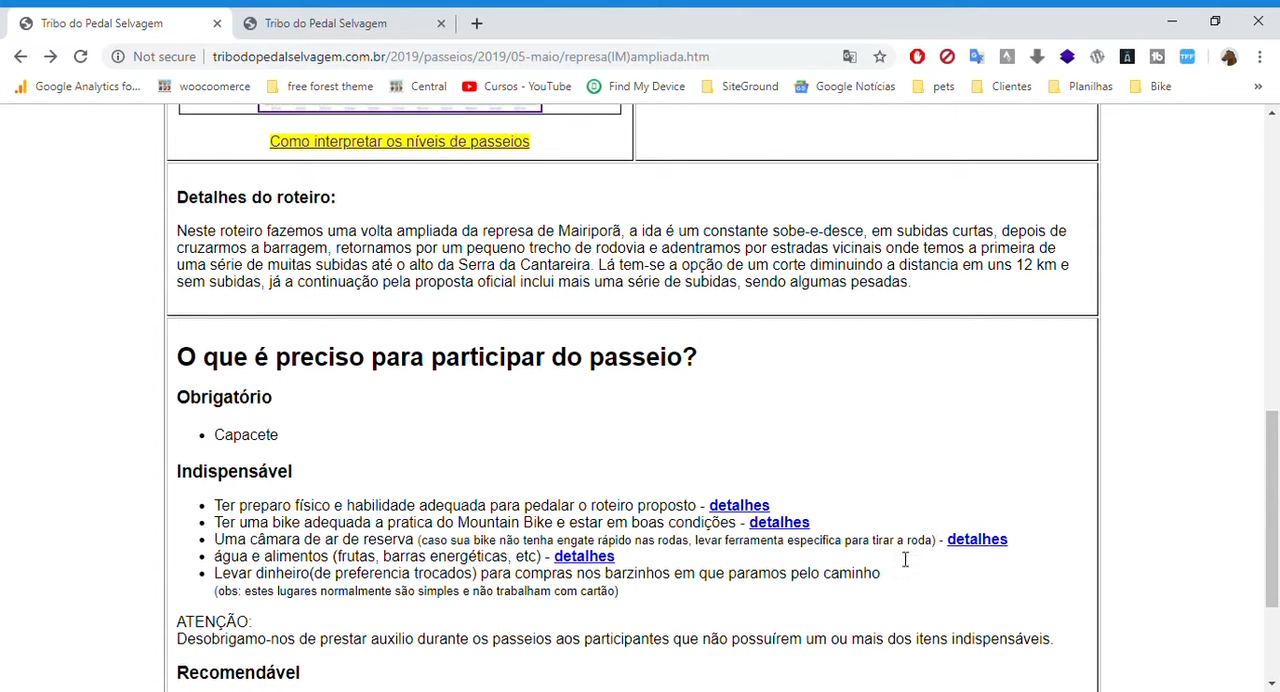 Tribo do Pedal Selvagem
Tribo do Pedal Selvagem
Not secure | tribodopedalselvagem.com.br/2019/passeios/2019/05-maio/represa(IM)ampliada.htm
Google Analytics fo... woocoomerce free forest theme Central Cursos - YouTube Find My Device SiteGround Google Notícias pets Clientes Planilhas Bike »
Como interpretar os níveis de passeios
Detalhes do roteiro:
Neste roteiro fazemos uma volta ampliada da represa de Mairiporã, a ida é um constante sobe-e-desce, em subidas curtas, depois de
cruzarmos a barragem, retornamos por um pequeno trecho de rodovia e adentramos por estradas vicinais onde temos a primeira de
uma série de muitas subidas até o alto da Serra da Cantareira. Lá tem-se a opção de um corte diminuindo a distancia em uns 12 km e
sem subidas, já a continuação pela proposta oficial inclui mais uma série de subidas, sendo algumas pesadas.
O que é preciso para participar do passeio?
Obrigatório
• Capacete
Indispensável
• Ter preparo físico e habilidade adequada para pedalar o roteiro proposto - detalhes
• Ter uma bike adequada a pratica do Mountain Bike e estar em boas condições - detalhes
• Uma câmara de ar de reserva (caso sua bike não tenha engate rápido nas rodas, levar ferramenta especifica para tirar a roda) - detalhes
• água e alimentos (frutas, barras energéticas, etc) - detalhes
• Levar dinheiro(de preferencia trocados) para compras nos barzinhos em que paramos pelo caminho
(obs: estes lugares normalmente são simples e não trabalham com cartão)
ATENÇÃO:
Desobrigamo-nos de prestar auxilio durante os passeios aos participantes que não possuírem um ou mais dos itens indispensáveis.
Recomendável